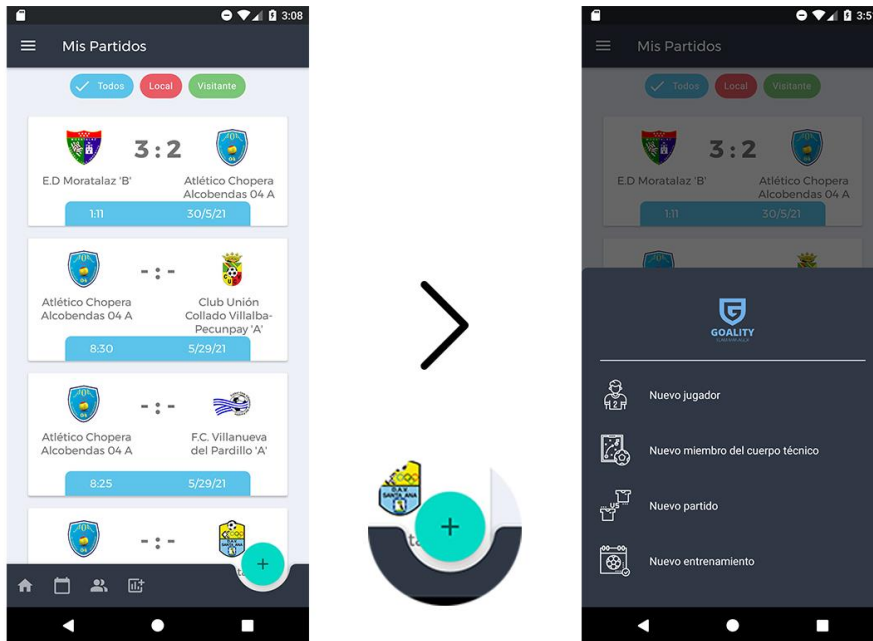 3:08
Mis Partidos
Todos
Local
Visitante
3 : 2
E.D Moratalaz 'B'
Atlético Chopera
Alcobendas 04 A
1:11
30/5/21
- : -
Atlético Chopera
Alcobendas 04 A
Club Unión
Collado Villalba-
Pecunpay 'A'
8:30
5/29/21
- : -
Atlético Chopera
Alcobendas 04 A
F.C. Villanueva
del Pardillo 'A'
8:25
5/29/21
- : -
+
D.A.V.
SANTA ANA
ta
+
Mis Partidos
Todos
Local
Visitante
3 : 2
E.D Moratalaz 'B'
Atlético Chopera
Alcobendas 04 A
1:11
30/5/21
GOALITY
Nuevo jugador
Nuevo miembro del cuerpo técnico
Nuevo partido
Nuevo entrenamiento